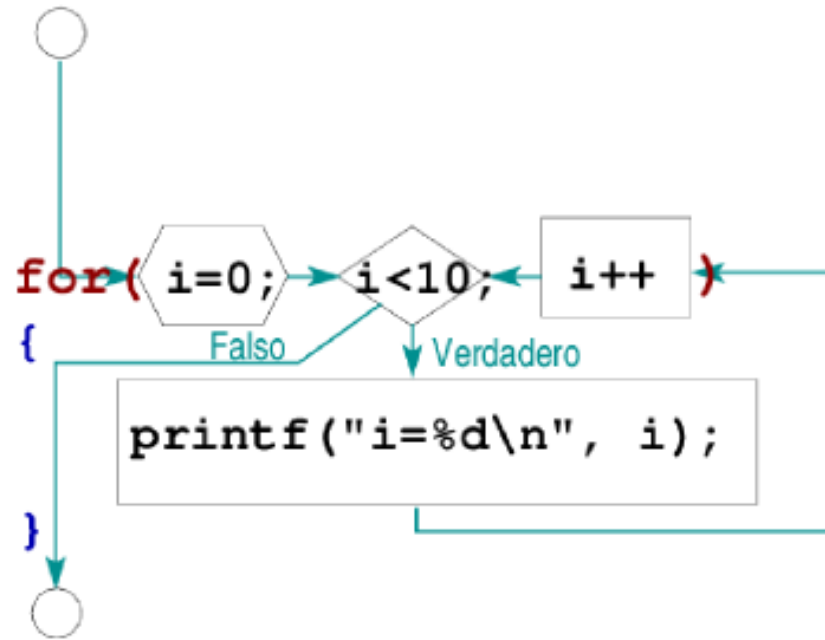 for( i=0; i<10; i++ )
{ Falso Verdadero
printf("i=%d\n", i);
}